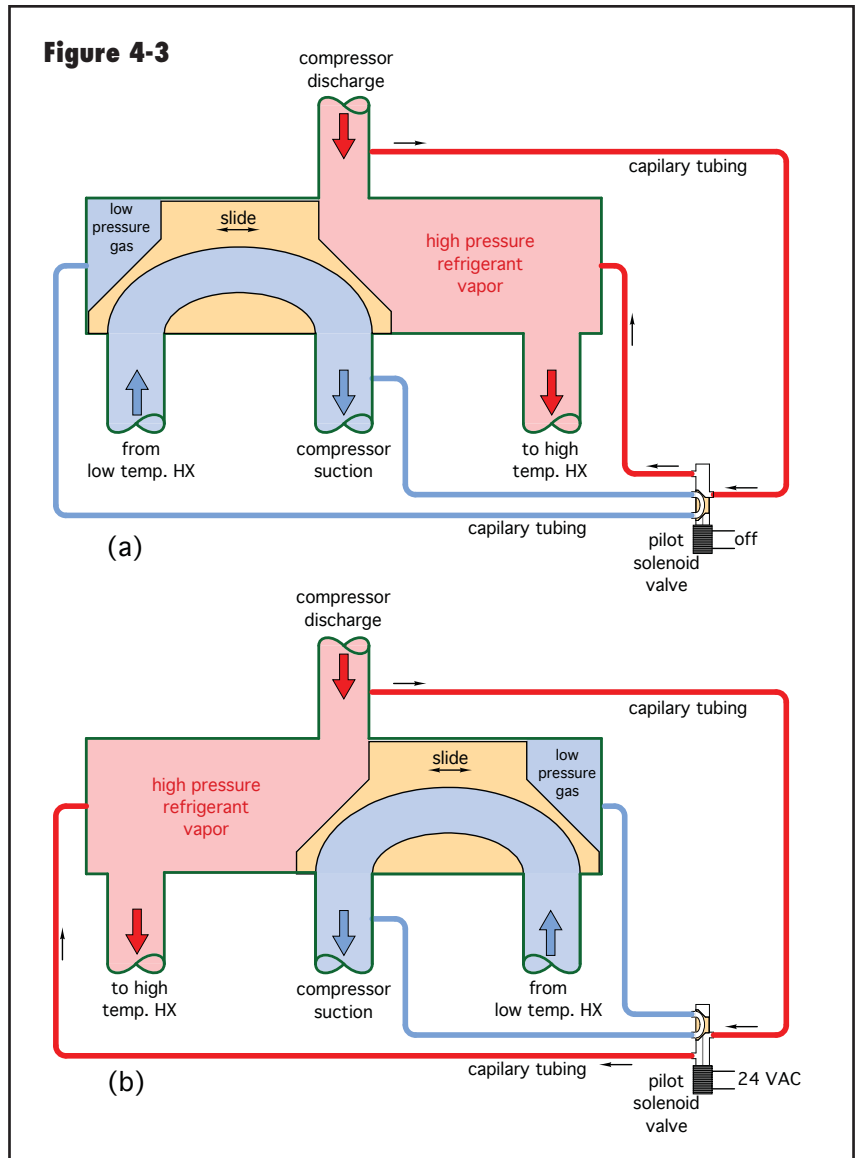 Figure 4-3
compressor
discharge
capilary tubing
low
pressure
gas
slide
high pressure
refrigerant
vapor
from
low temp. HX
compressor
suction
to high
temp. HX
capilary tubing
(a)
pilot
solenoid
valve
off
compressor
discharge
capilary tubing
high pressure
refrigerant
vapor
slide
low
pressure
gas
to high
temp. HX
compressor
suction
from
low temp. HX
capilary tubing
(b)
pilot
solenoid
valve
24 VAC